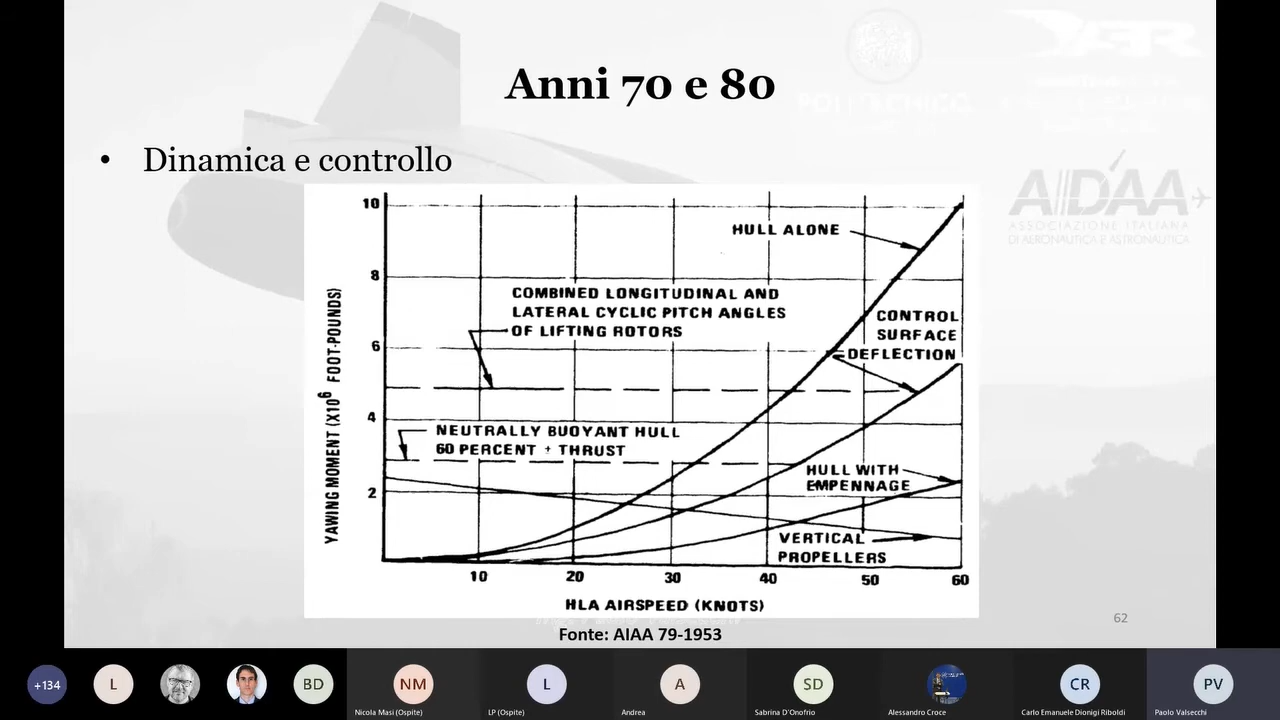 Anni 70 e 80
• Dinamica e controllo
AIDAA
ASSOCIAZIONE ITALIANA
DI AERONAUTICA E ASTRONAUTICA
POLITECNICO
YAWING MOMENT (X10⁶ FOOT-POUNDS)
10
8
6
4
2
HULL ALONE
COMBINED LONGITUDINAL AND
LATERAL CYCLIC PITCH ANGLES
OF LIFTING ROTORS
CONTROL
SURFACE
DEFLECTION
NEUTRALLY BUOYANT HULL
60 PERCENT + THRUST
HULL WITH
EMPENNAGE
VERTICAL
PROPELLERS
10 20 30 40 50 60
HLA AIRSPEED (KNOTS)
Fonte: AIAA 79-1953
62
+134
L
BD
NM
L
A
SD
CR
PV
Nicola Masi (Ospite)
LP (Ospite)
Andrea
Sabrina D'Onofrio
Alessandro Croce
Carlo Emanuele Dionigi Riboldi
Paolo Valsecchi